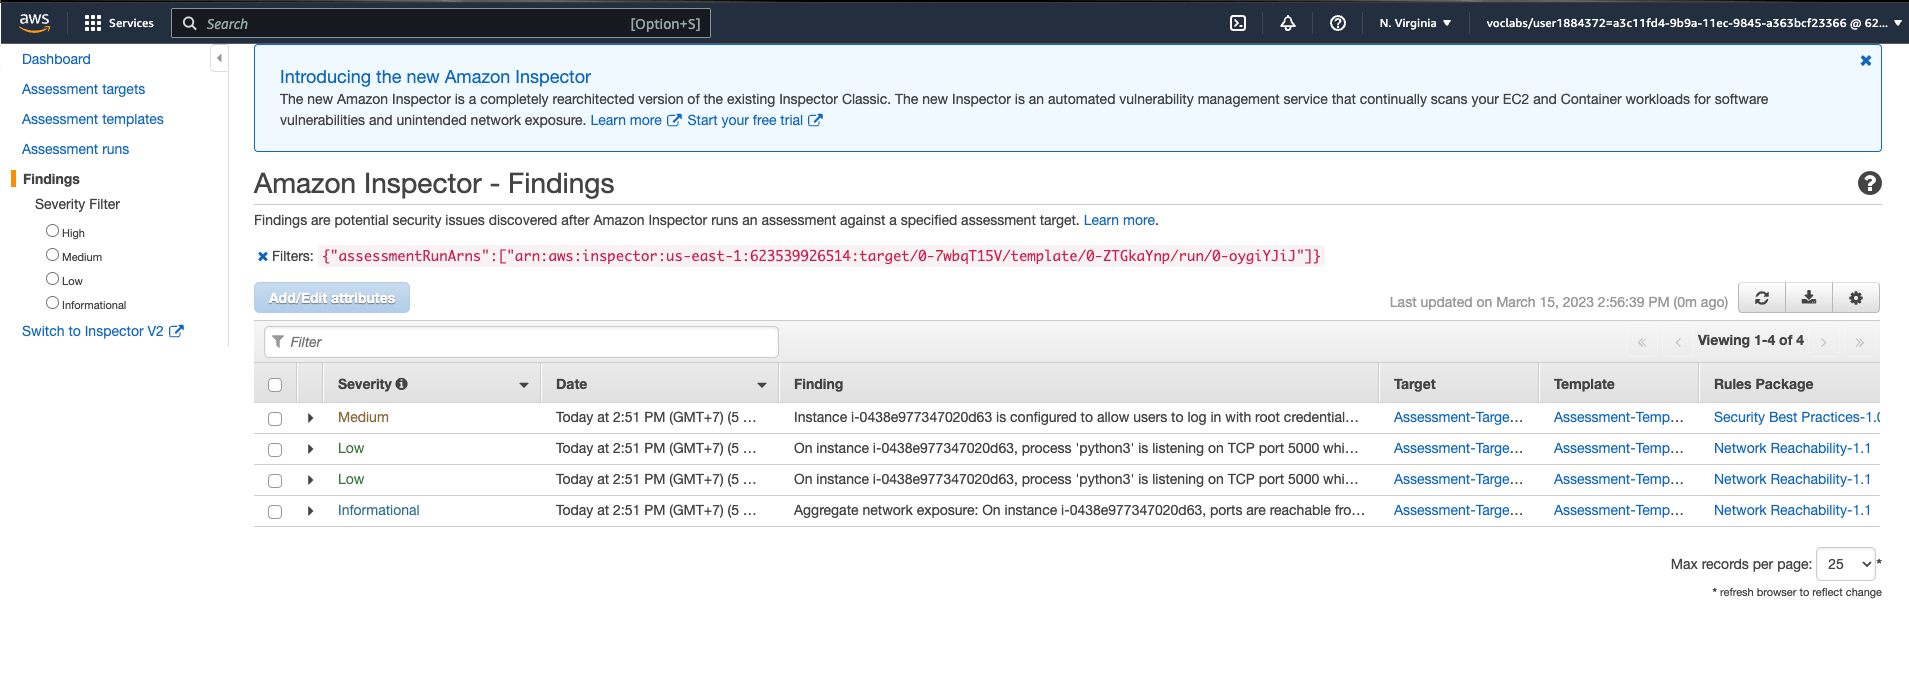 aws Services Search [Option+S] N. Virginia voclabs/user1884372=a3c11fd4-9b9a-11ec-9845-a363bcf23366 @ 62...
Dashboard
Assessment targets
Assessment templates
Assessment runs
Findings
Severity Filter
High
Medium
Low
Informational
Switch to Inspector V2
Introducing the new Amazon Inspector
The new Amazon Inspector is a completely rearchitected version of the existing Inspector Classic. The new Inspector is an automated vulnerability management service that continually scans your EC2 and Container workloads for software
vulnerabilities and unintended network exposure. Learn more Start your free trial
Amazon Inspector - Findings
Findings are potential security issues discovered after Amazon Inspector runs an assessment against a specified assessment target. Learn more.
Filters: {"assessmentRunArns":["arn:aws:inspector:us-east-1:623539926514:target/0-7wbqT15V/template/0-ZTGkaYnp/run/0-oygiYJiJ"]}
Add/Edit attributes Last updated on March 15, 2023 2:56:39 PM (0m ago)
Filter « ‹ Viewing 1-4 of 4 › »
Severity Date Finding Target Template Rules Package
Medium Today at 2:51 PM (GMT+7) (5 ... Instance i-0438e977347020d63 is configured to allow users to log in with root credential... Assessment-Targe... Assessment-Temp... Security Best Practices-1.0
Low Today at 2:51 PM (GMT+7) (5 ... On instance i-0438e977347020d63, process 'python3' is listening on TCP port 5000 whi... Assessment-Targe... Assessment-Temp... Network Reachability-1.1
Low Today at 2:51 PM (GMT+7) (5 ... On instance i-0438e977347020d63, process 'python3' is listening on TCP port 5000 whi... Assessment-Targe... Assessment-Temp... Network Reachability-1.1
Informational Today at 2:51 PM (GMT+7) (5 ... Aggregate network exposure: On instance i-0438e977347020d63, ports are reachable fro... Assessment-Targe... Assessment-Temp... Network Reachability-1.1
Max records per page: 25 *
* refresh browser to reflect change